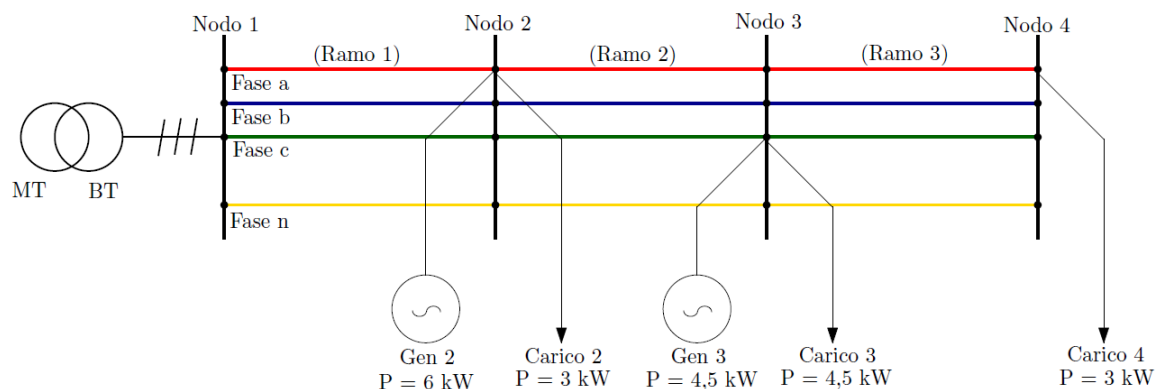 Nodo 1
Nodo 2
Nodo 3
Nodo 4
(Ramo 1)
(Ramo 2)
(Ramo 3)
Fase a
Fase b
Fase c
Fase n
MT
BT
Gen 2
P = 6 kW
Carico 2
P = 3 kW
Gen 3
P = 4,5 kW
Carico 3
P = 4,5 kW
Carico 4
P = 3 kW